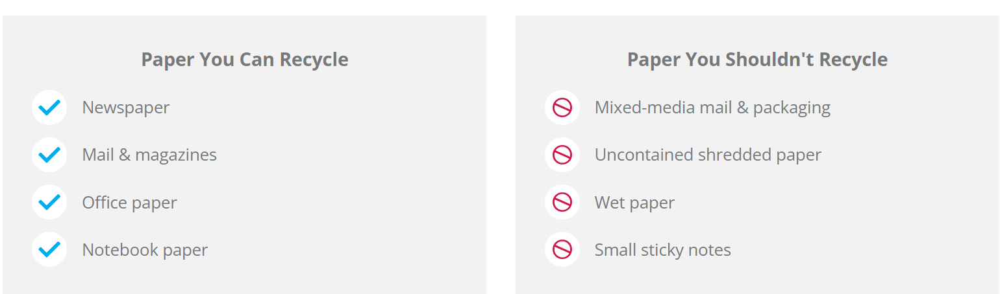 Paper You Can Recycle
Newspaper
Mail & magazines
Office paper
Notebook paper
Paper You Shouldn't Recycle
Mixed-media mail & packaging
Uncontained shredded paper
Wet paper
Small sticky notes